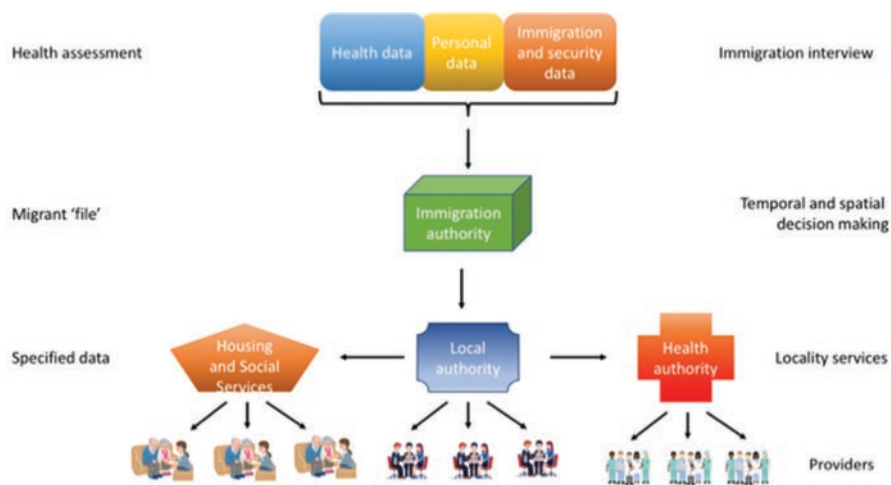 Health assessment
Health data
Personal
data
Immigration
and security
data
Immigration interview
Migrant ‘file’
Immigration
authority
Temporal and spatial
decision making
Specified data
Housing
and Social
Services
Local
authority
Health
authority
Locality services
Providers